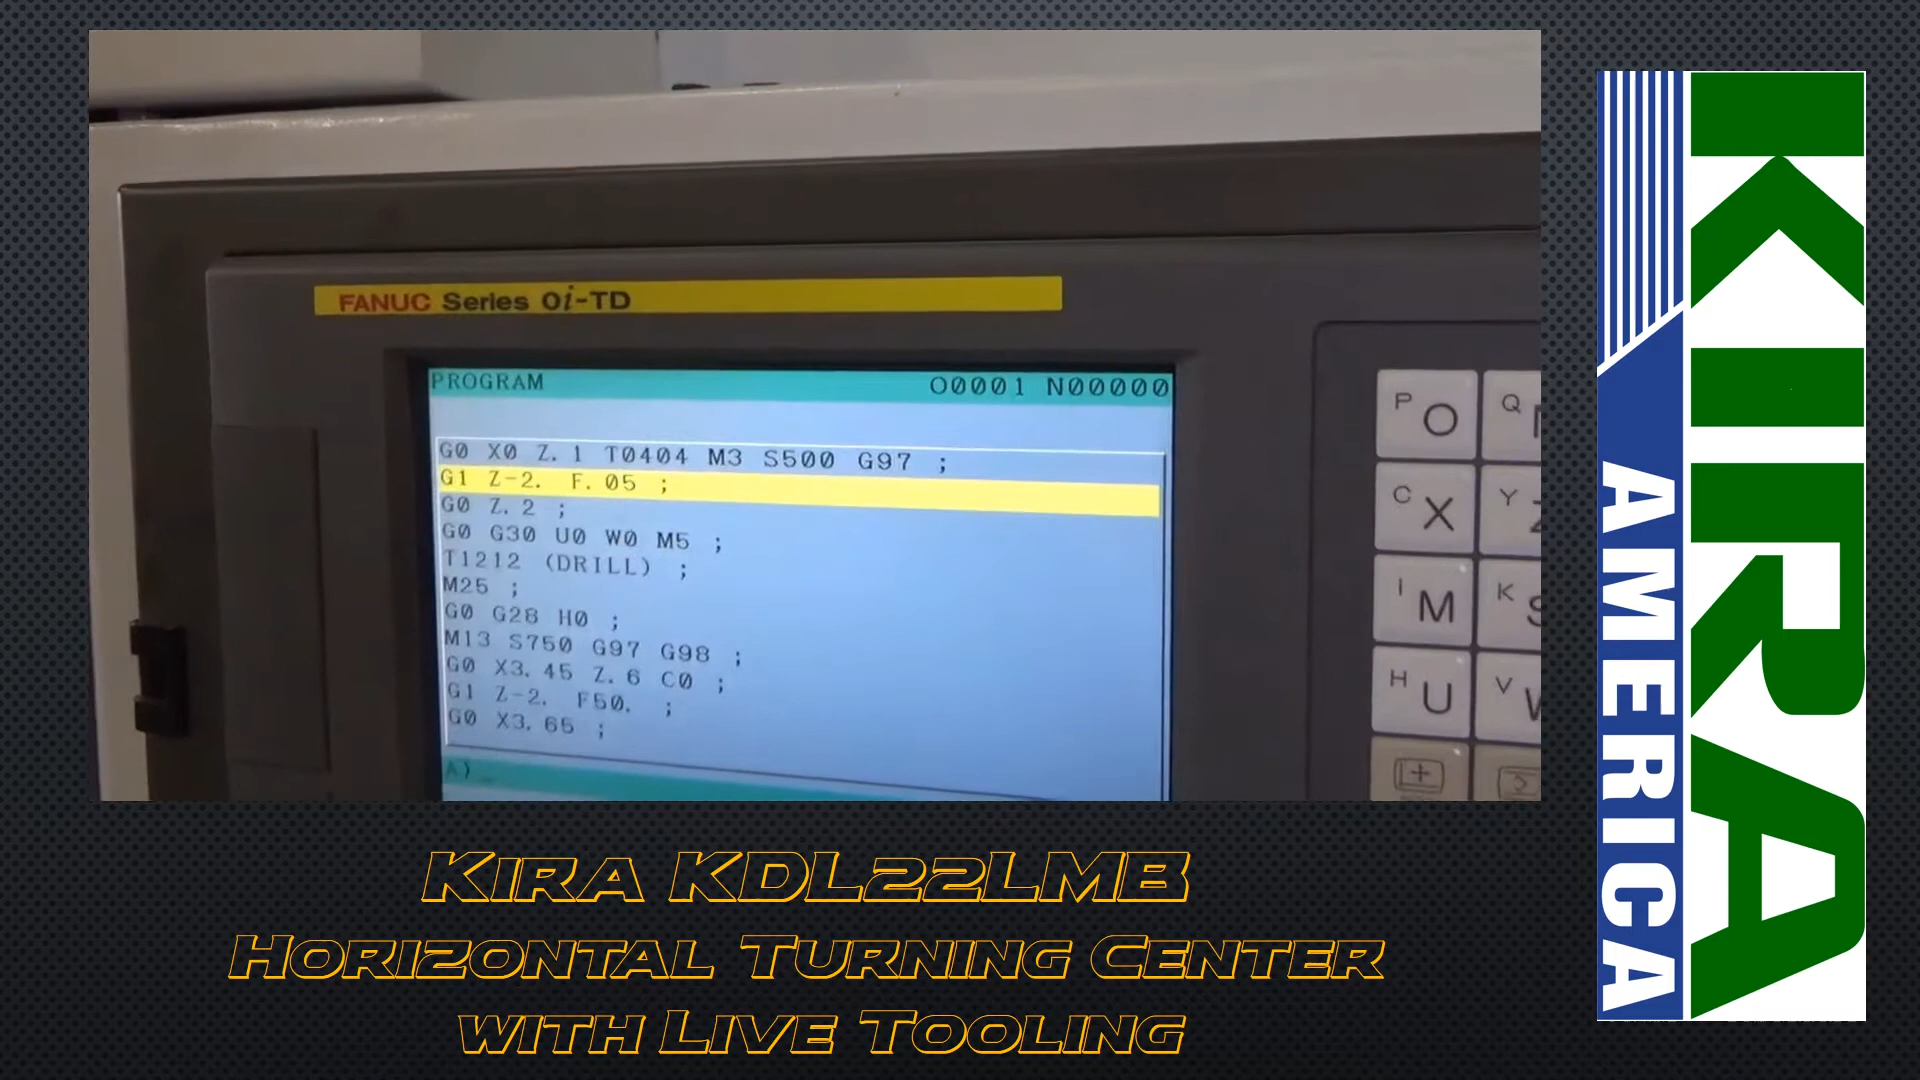 FANUC Series 0i-TD
PROGRAM O0001 N00000
G0 X0 Z.1 T0404 M3 S500 G97 ;
G1 Z-2. F.05 ;
G0 Z.2 ;
G0 G30 U0 W0 M5 ;
T1212 (DRILL) ;
M25 ;
G0 G28 H0 ;
M13 S750 G97 G98 ;
G0 X3.45 Z.6 C0 ;
G1 Z-2. F50. ;
G0 X3.65 ;
A)_
P O
Q
C X
Y Z
I M
K S
H U
V W
KIRA
AMERICA
KIRA KDL22LMB
HORIZONTAL TURNING CENTER
WITH LIVE TOOLING